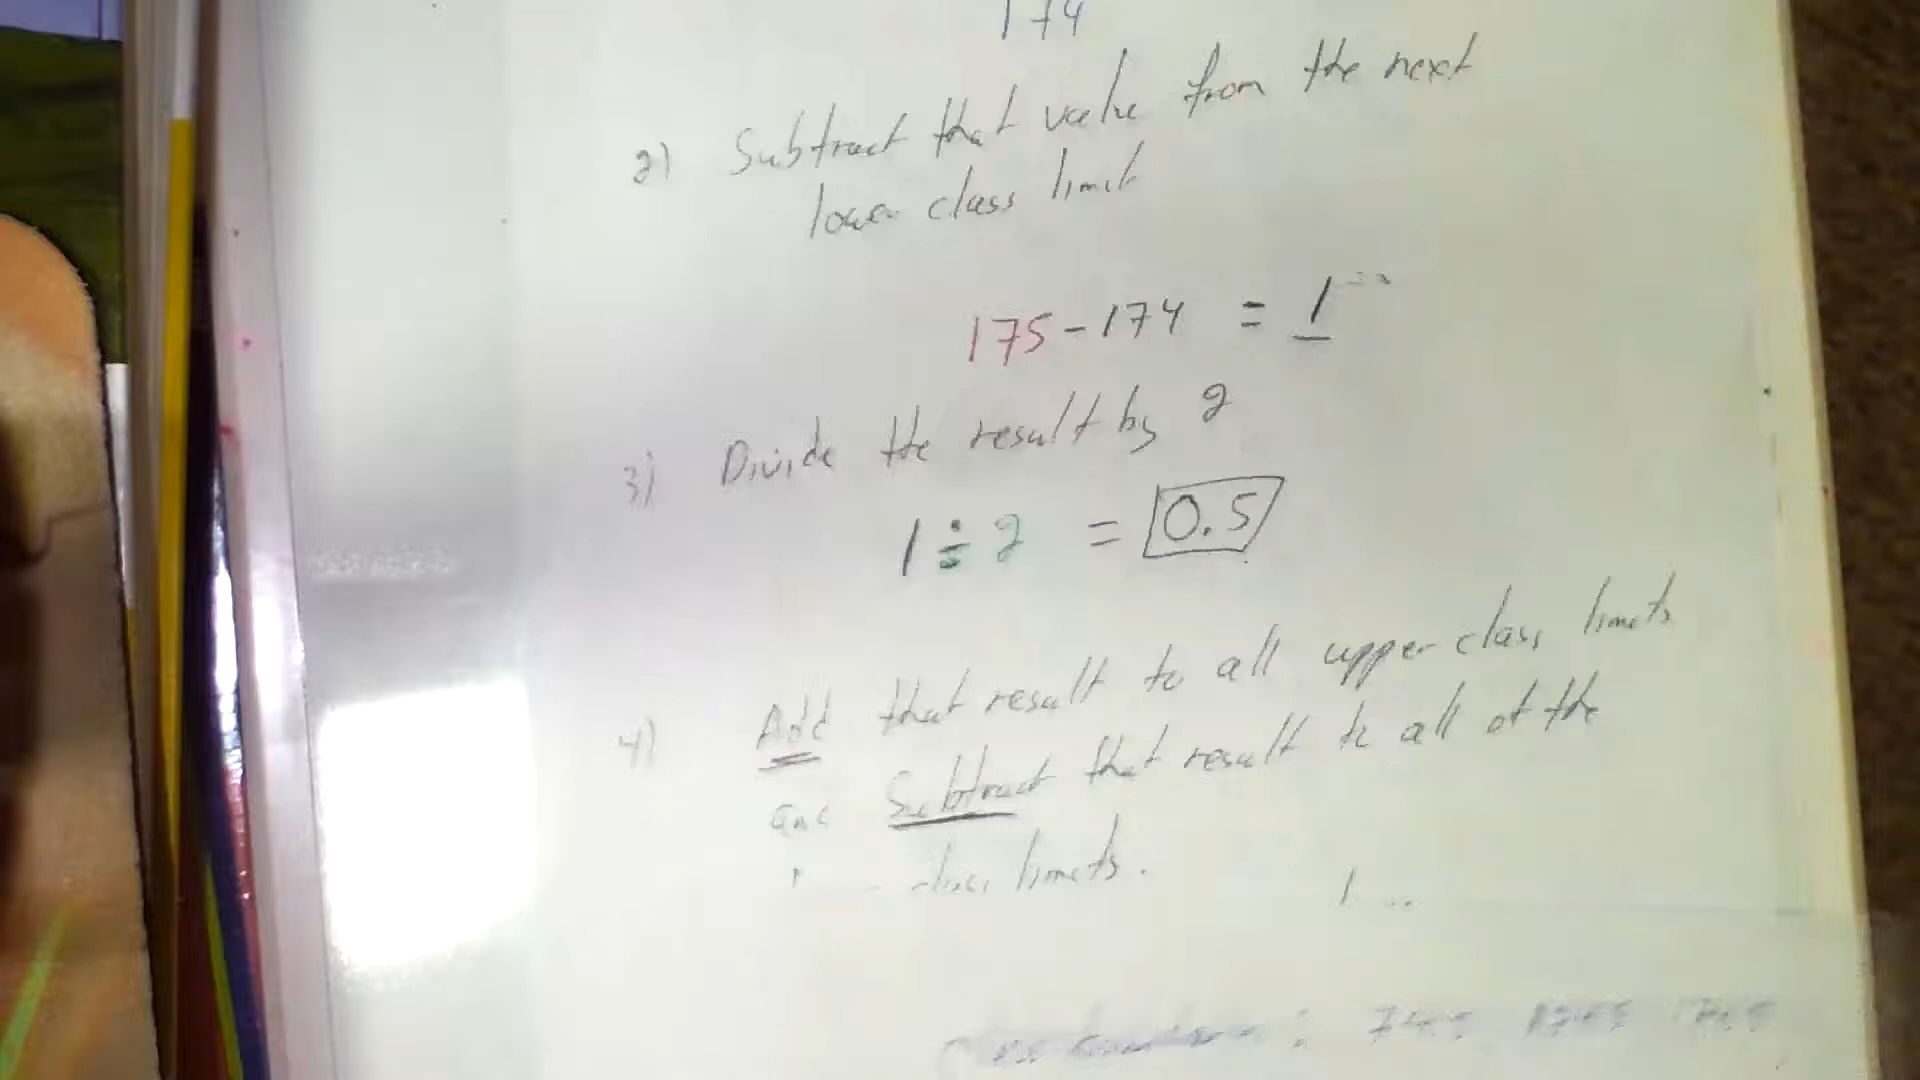 174
2) Subtract that value from the next
lower class limit
175 - 174 = 1
3) Divide the result by 2
1 ÷ 2 = 0.5
4) Add that result to all upper class limits
and Subtract that result to all of the
class limits.